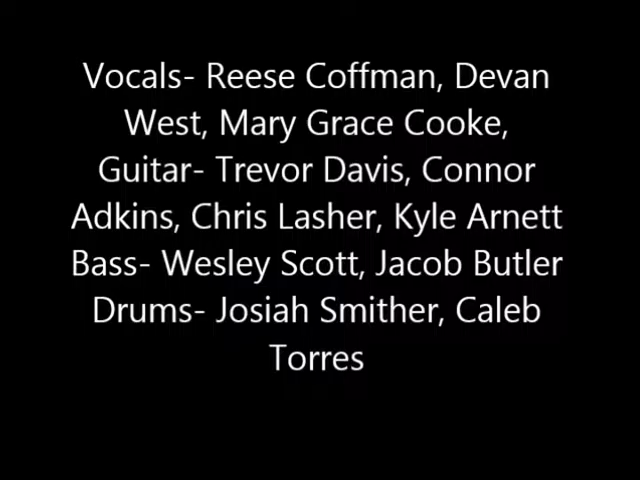 Vocals- Reese Coffman, Devan
West, Mary Grace Cooke,
Guitar- Trevor Davis, Connor
Adkins, Chris Lasher, Kyle Arnett
Bass- Wesley Scott, Jacob Butler
Drums- Josiah Smither, Caleb
Torres